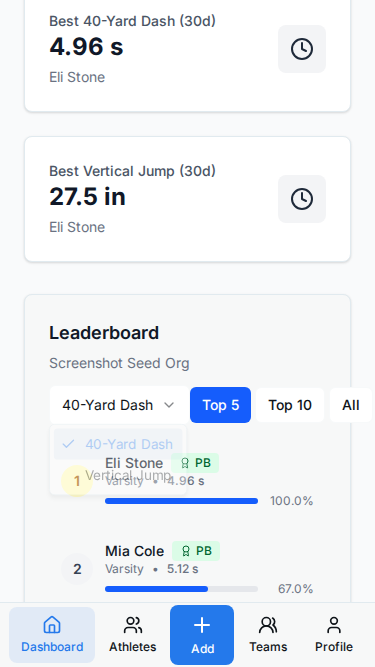 Best 40-Yard Dash (30d)
4.96 s
Eli Stone
Best Vertical Jump (30d)
27.5 in
Eli Stone
Leaderboard
Screenshot Seed Org
40-Yard Dash
Top 5
Top 10
All
40-Yard Dash
Vertical Jump
1
Eli Stone
PB
Varsity • 4.96 s
100.0%
2
Mia Cole
PB
Varsity • 5.12 s
67.0%
Dashboard
Athletes
Add
Teams
Profile